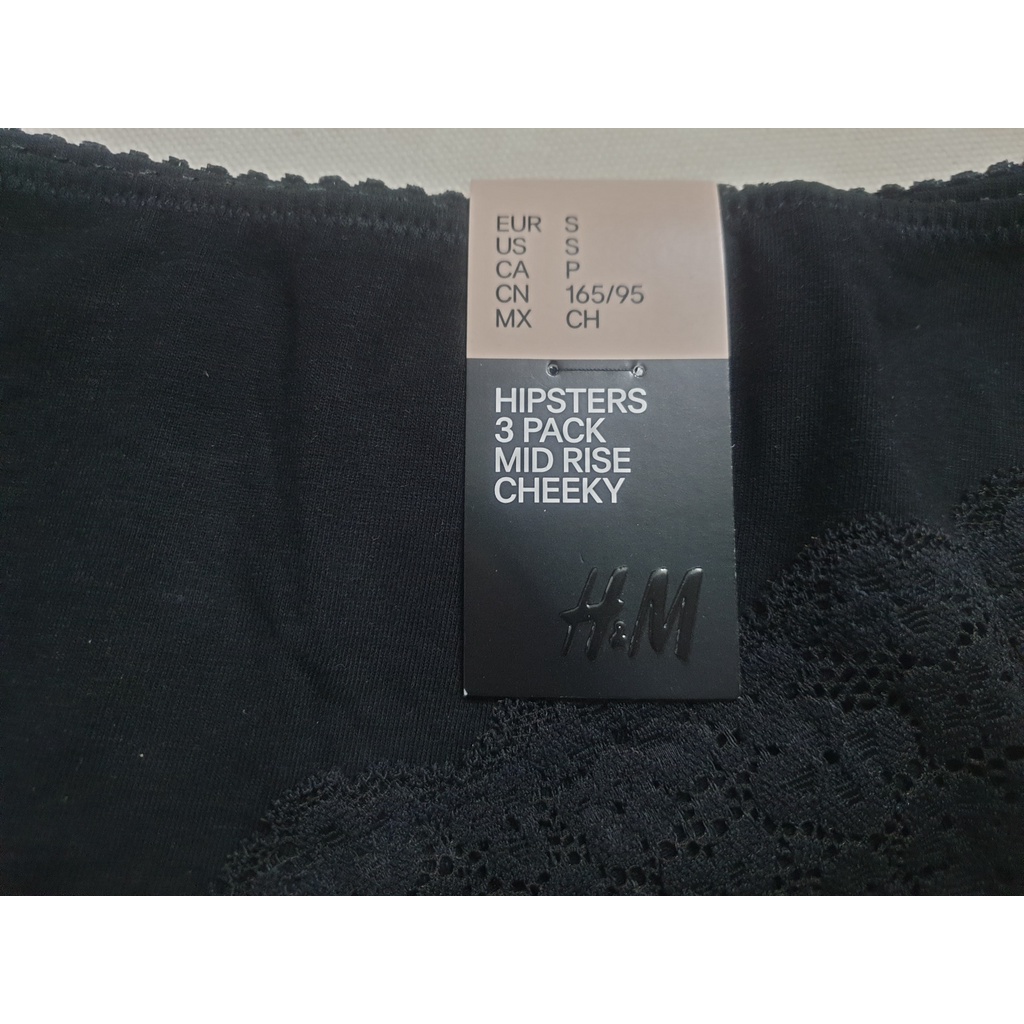 EUR S
US S
CA P
CN 165/95
MX CH
HIPSTERS
3 PACK
MID RISE
CHEEKY
H&M